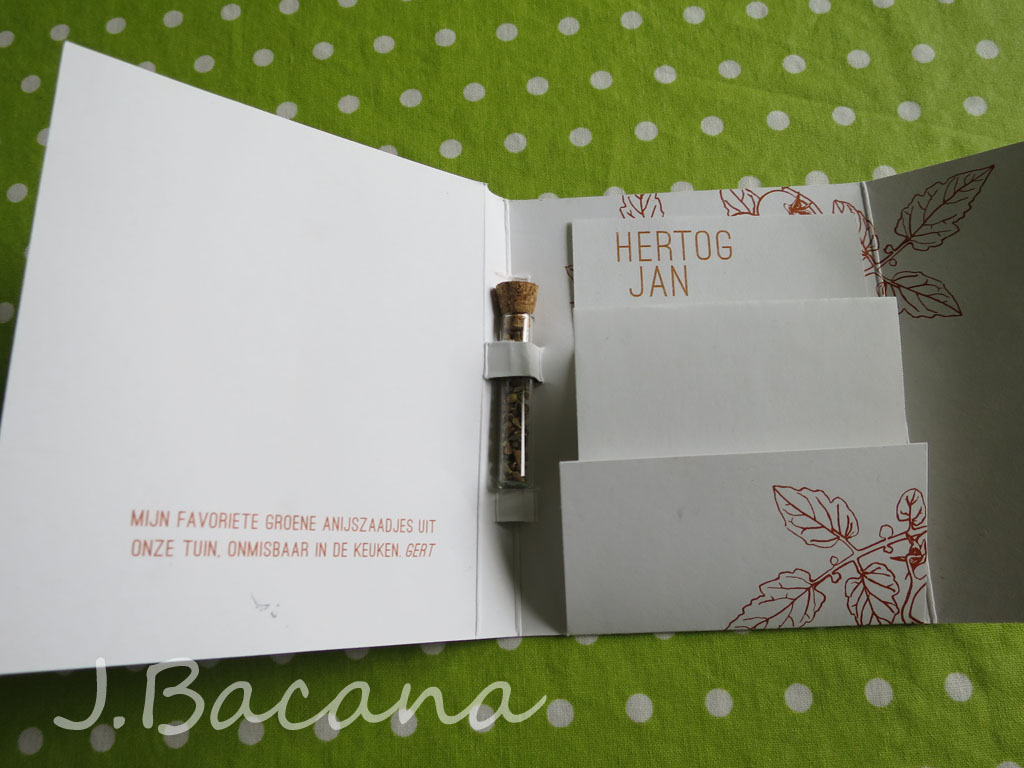 HERTOG
JAN
MIJN FAVORIETE GROENE ANIJSZAADJES UIT
ONZE TUIN, ONMISBAAR IN DE KEUKEN. GERT
J.Bacana